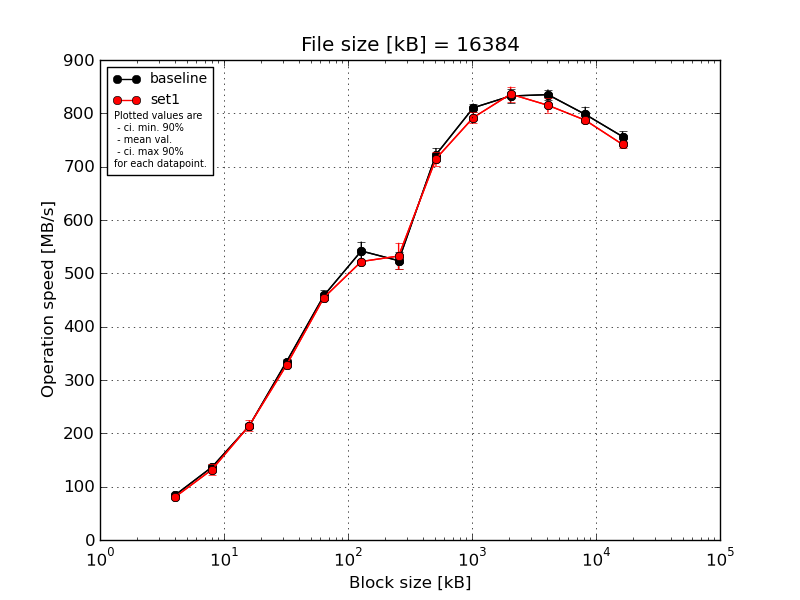 File size [kB] = 16384
baseline
set1
Plotted values are
- ci. min. 90%
- mean val.
- ci. max 90%
for each datapoint.
900
800
700
600
500
400
300
200
100
0
Operation speed [MB/s]
10^0 10^1 10^2 10^3 10^4 10^5
Block size [kB]